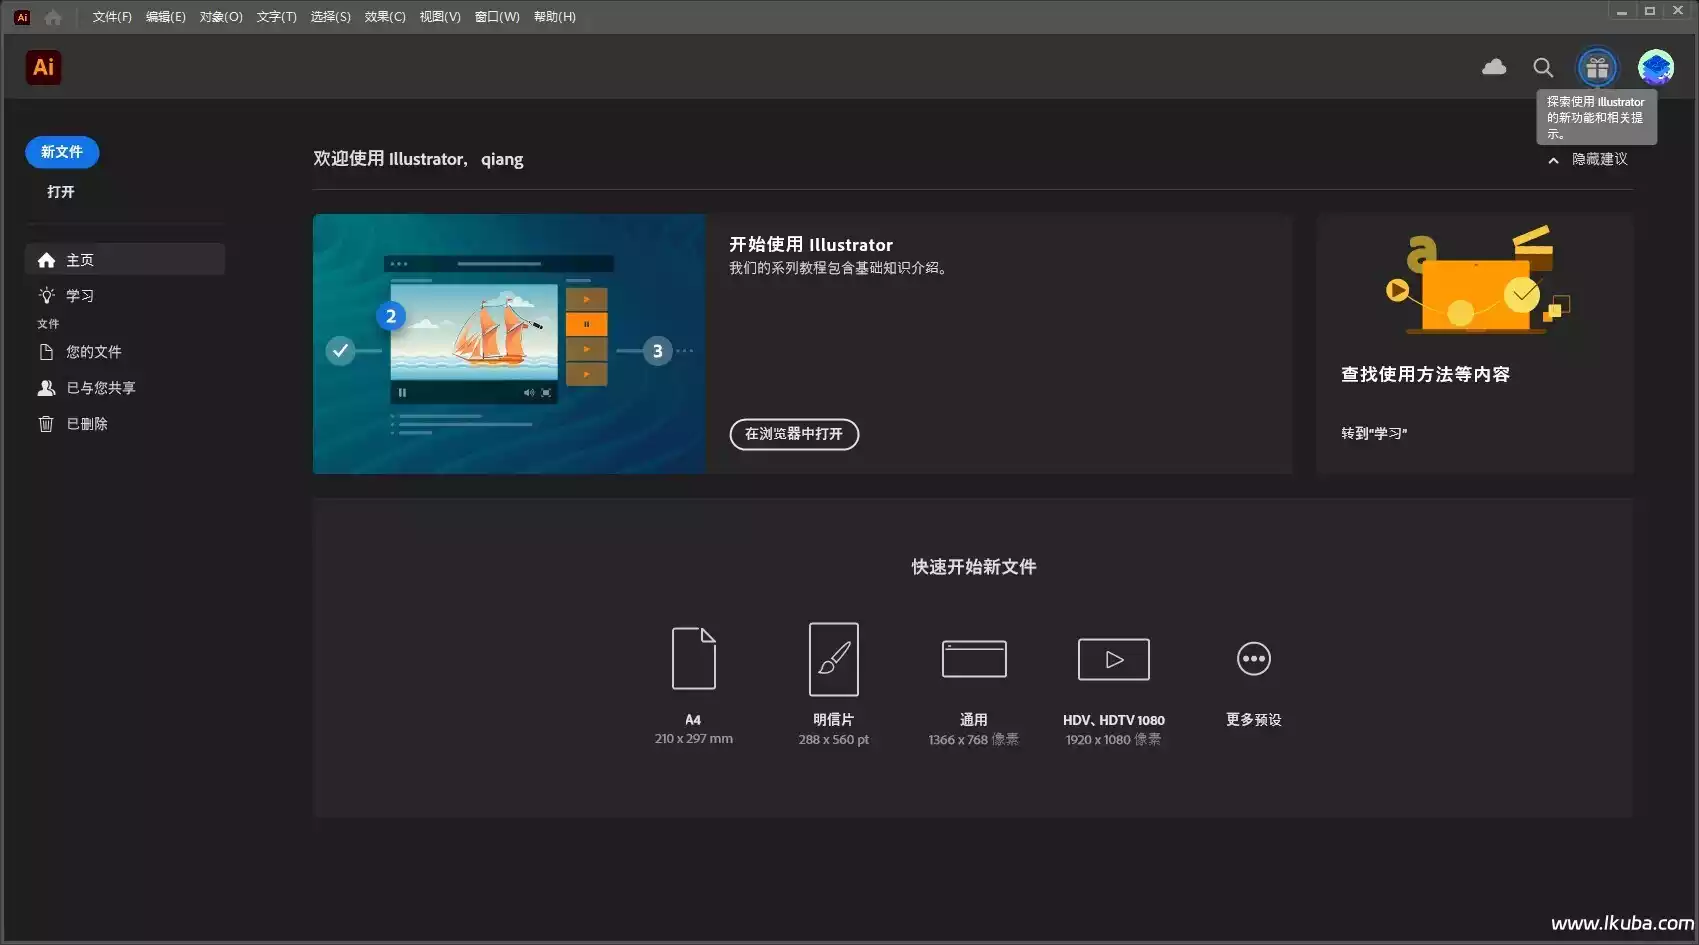 Ai
文件(F) 编辑(E) 对象(O) 文字(T) 选择(S) 效果(C) 视图(V) 窗口(W) 帮助(H)
Ai
探索使用 Illustrator
的新功能和相关提
示。
新文件
打开
欢迎使用 Illustrator, qiang
隐藏建议
主页
学习
文件
您的文件
已与您共享
已删除
2
3
开始使用 Illustrator
我们的系列教程包含基础知识介绍。
在浏览器中打开
a
查找使用方法等内容
转到"学习"
快速开始新文件
A4
210 x 297 mm
明信片
288 x 560 pt
通用
1366 x 768 像素
HDV、HDTV 1080
1920 x 1080 像素
更多预设
www.lkuba.com